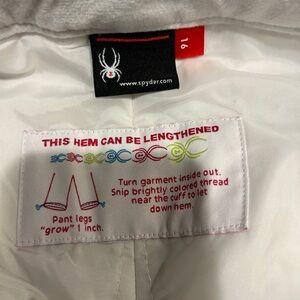 www.spyder.com
16
THIS HEM CAN BE LENGTHENED
Turn garment inside out.
Snip brightly colored thread
near the cuff to let
down hem.
Pant legs
"grow" 1 inch.